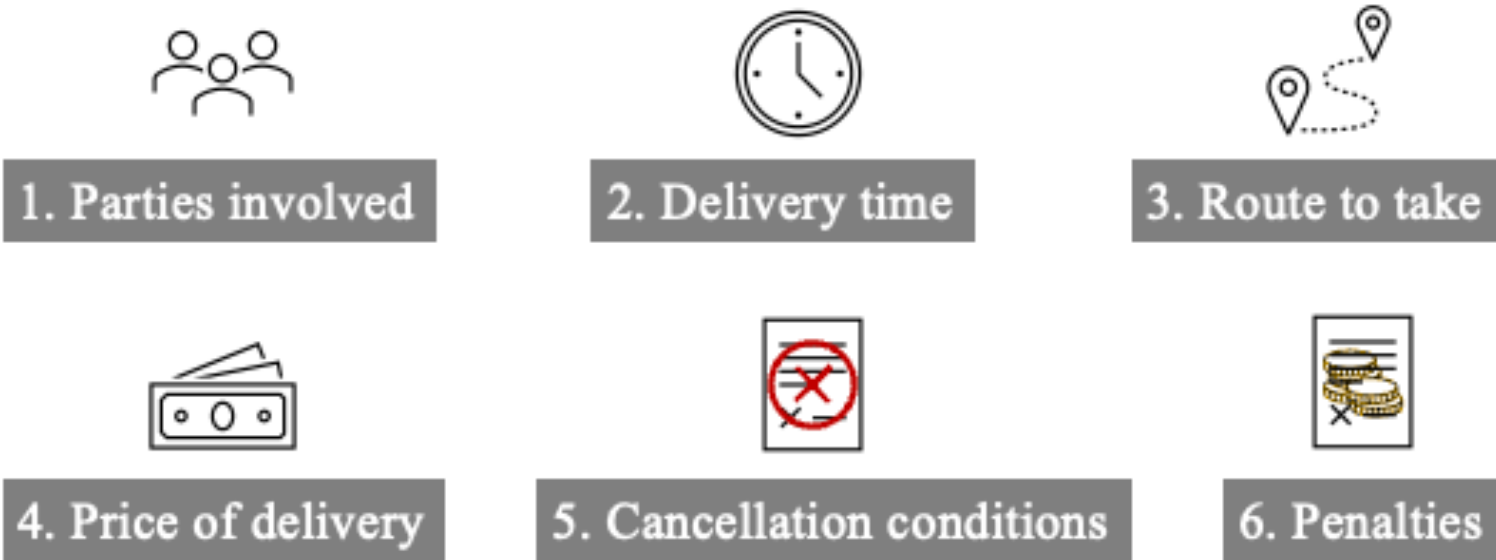 1. Parties involved
2. Delivery time
3. Route to take
4. Price of delivery
5. Cancellation conditions
6. Penalties